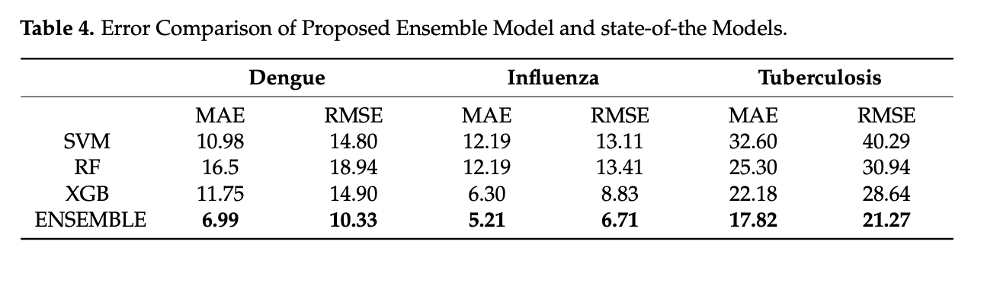 Table 4. Error Comparison of Proposed Ensemble Model and state-of-the Models.
Dengue Influenza Tuberculosis
MAE RMSE MAE RMSE MAE RMSE
SVM 10.98 14.80 12.19 13.11 32.60 40.29
RF 16.5 18.94 12.19 13.41 25.30 30.94
XGB 11.75 14.90 6.30 8.83 22.18 28.64
ENSEMBLE 6.99 10.33 5.21 6.71 17.82 21.27